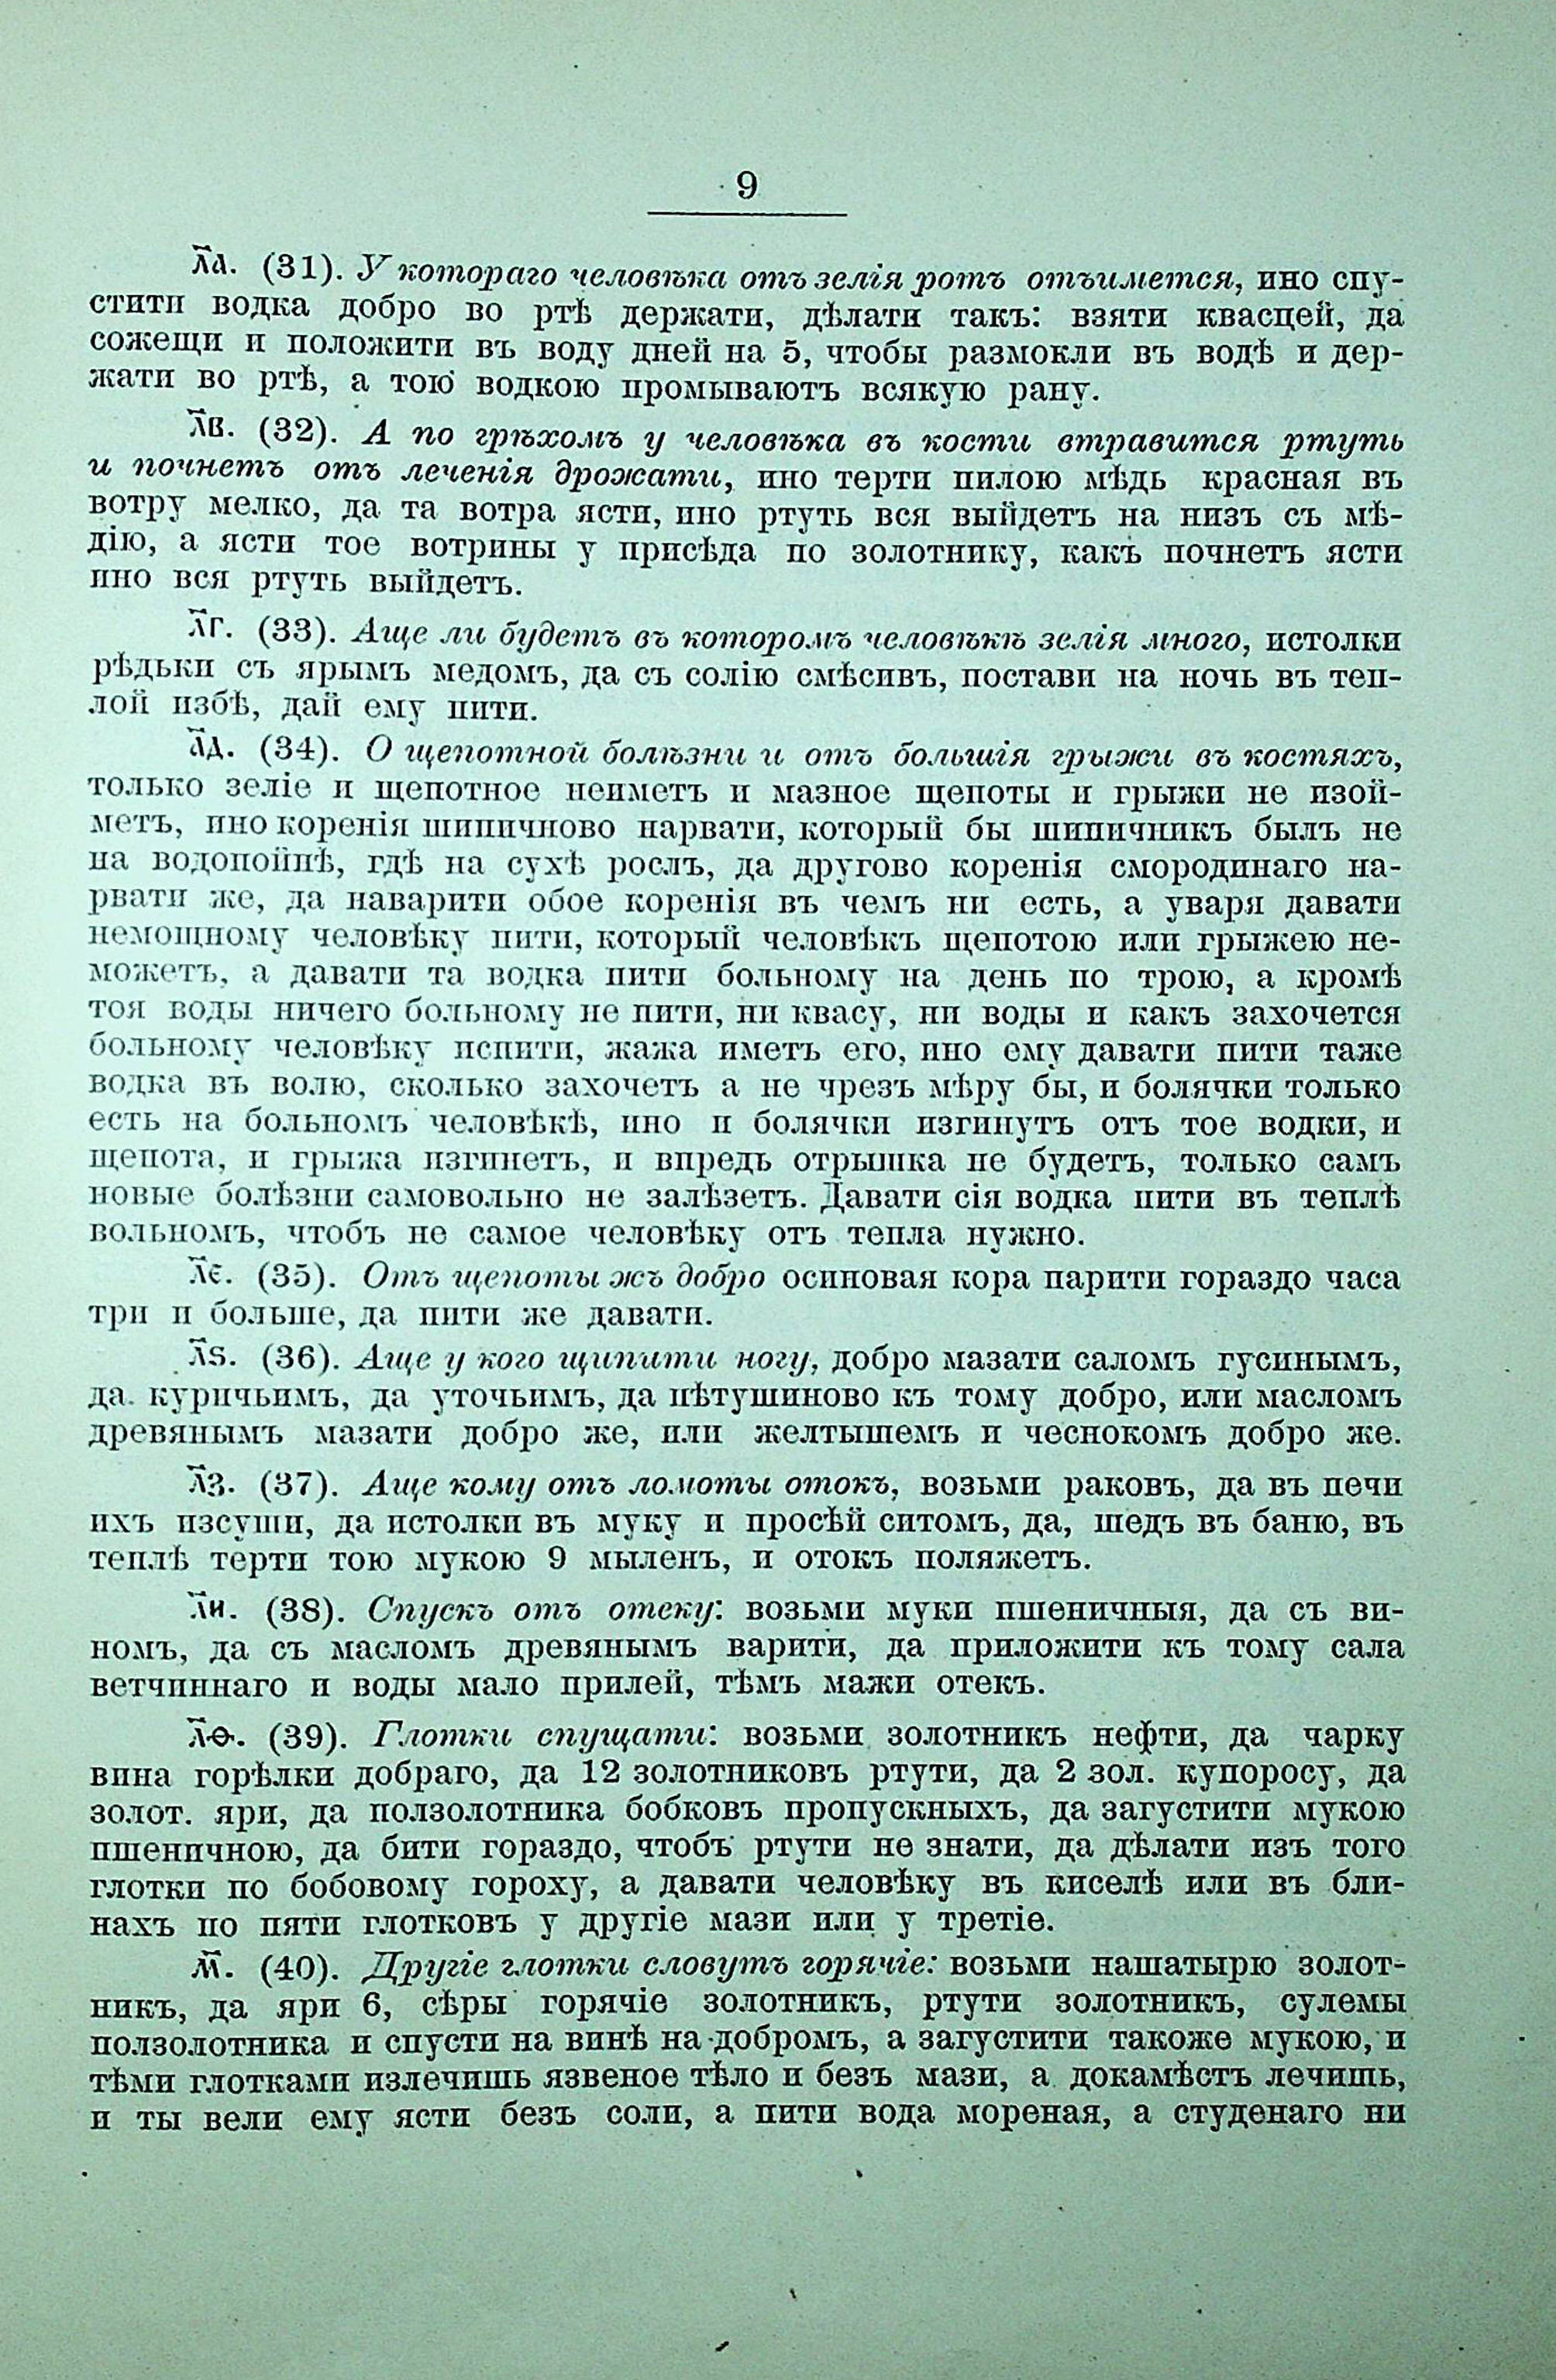 9
л҃а. (31). У котораго человѣка отъ зелія ротъ отъимется, ино спу-
стити водка добро во ртѣ держати, дѣлати такъ: взяти квасцей, да
сожещи и положити въ воду дней на 5, чтобы размокли въ водѣ и дер-
жати во ртѣ, а тою водкою промываютъ всякую рану.
л҃в. (32). А по грѣхомъ у человѣка въ кости втравится ртуть
и почнетъ отъ леченія дрожати, ино терти пилою мѣдь красная въ
вотру мелко, да та вотра ясти, ино ртуть вся выйдетъ на низъ съ мѣ-
дію, а ясти тое вотрины у присѣда по золотнику, какъ почнетъ ясти
ино вся ртуть выйдетъ.
л҃г. (33). Аще ли будетъ въ которомъ человѣкѣ зелія много, истолки
рѣдьки съ ярымъ медомъ, да съ солію смѣсивъ, постави на ночь въ теп-
лой избѣ, дай ему пити.
л҃д. (34). О щепотной болѣзни и отъ большія грыжи въ костяхъ,
только зеліе и щепотное неиметъ и мазное щепоты и грыжи не изой-
метъ, ино коренія шипичново нарвати, который бы шипичникъ былъ не
на водопойнѣ, гдѣ на сухѣ рослъ, да другово коренія смородинаго на-
рвати же, да наварити обое коренія въ чемъ ни есть, а уваря давати
немощному человѣку пити, который человѣкъ щепотою или грыжею не-
можетъ, а давати та водка пити больному на день по трою, а кромѣ
тоя воды ничего больному не пити, ни квасу, ни воды и какъ захочется
больному человѣку испити, жажа иметъ его, ино ему давати пити таже
водка въ волю, сколько захочетъ а не чрезъ мѣру бы, и болячки только
есть на больномъ человѣкѣ, ино и болячки изгинутъ отъ тое водки, и
щепота, и грыжа изгинетъ, и впредь отрышка не будетъ, только самъ
новые болѣзни самовольно не залѣзетъ. Давати сія водка пити въ теплѣ
вольномъ, чтобъ не самое человѣку отъ тепла нужно.
л҃є. (35). Отъ щепоты жъ добро осиновая кора парити гораздо часа
три и больше, да пити же давати.
л҃ѕ. (36). Аще у кого щипити ногу, добро мазати саломъ гусинымъ,
да куричьимъ, да уточьимъ, да пѣтушиново къ тому добро, или масломъ
древянымъ мазати добро же, или желтышемъ и чеснокомъ добро же.
л҃з. (37). Аще кому отъ ломоты отокъ, возьми раковъ, да въ печи
ихъ изсуши, да истолки въ муку и просѣй ситомъ, да, шедъ въ баню, въ
теплѣ терти тою мукою 9 мыленъ, и отокъ поляжетъ.
л҃и. (38). Спускъ отъ отеку: возьми муки пшеничныя, да съ ви-
номъ, да съ масломъ древянымъ варити, да приложити къ тому сала
ветчиннаго и воды мало прилей, тѣмъ мажи отекъ.
л҃ѳ. (39). Глотки спущати: возьми золотникъ нефти, да чарку
вина горѣлки добраго, да 12 золотниковъ ртути, да 2 зол. купоросу, да
золот. яри, да ползолотника бобковъ пропускныхъ, да загустити мукою
пшеничною, да бити гораздо, чтобъ ртути не знати, да дѣлати изъ того
глотки по бобовому гороху, а давати человѣку въ киселѣ или въ бли-
нахъ по пяти глотковъ у другіе мази или у третіе.
м҃. (40). Другіе глотки словутъ горячіе: возьми нашатырю золот-
никъ, да яри 6, сѣры горячіе золотникъ, ртути золотникъ, сулемы
ползолотника и спусти на винѣ на добромъ, а загустити такоже мукою, и
тѣми глотками излечишь язвеное тѣло и безъ мази, а докамѣстъ лечишь,
и ты вели ему ясти безъ соли, а пити вода мореная, а студенаго ни